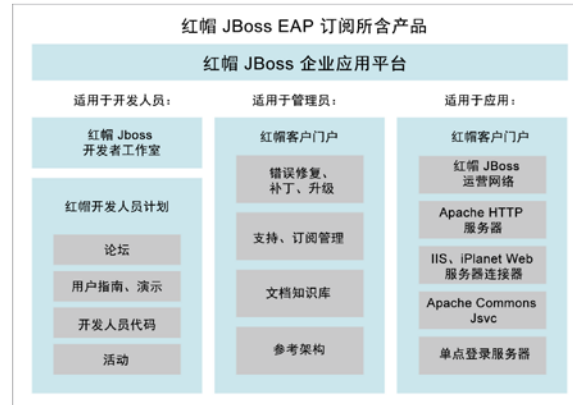 红帽 JBoss EAP 订阅所含产品
红帽 JBoss 企业应用平台
适用于开发人员：
红帽 Jboss
开发者工作室
红帽开发人员计划
论坛
用户指南、演示
开发人员代码
活动
适用于管理员：
红帽客户门户
错误修复、
补丁、升级
支持、订阅管理
文档知识库
参考架构
适用于应用：
红帽客户门户
红帽 JBoss
运营网络
Apache HTTP
服务器
IIS、iPlanet Web
服务器连接器
Apache Commons
Jsvc
单点登录服务器